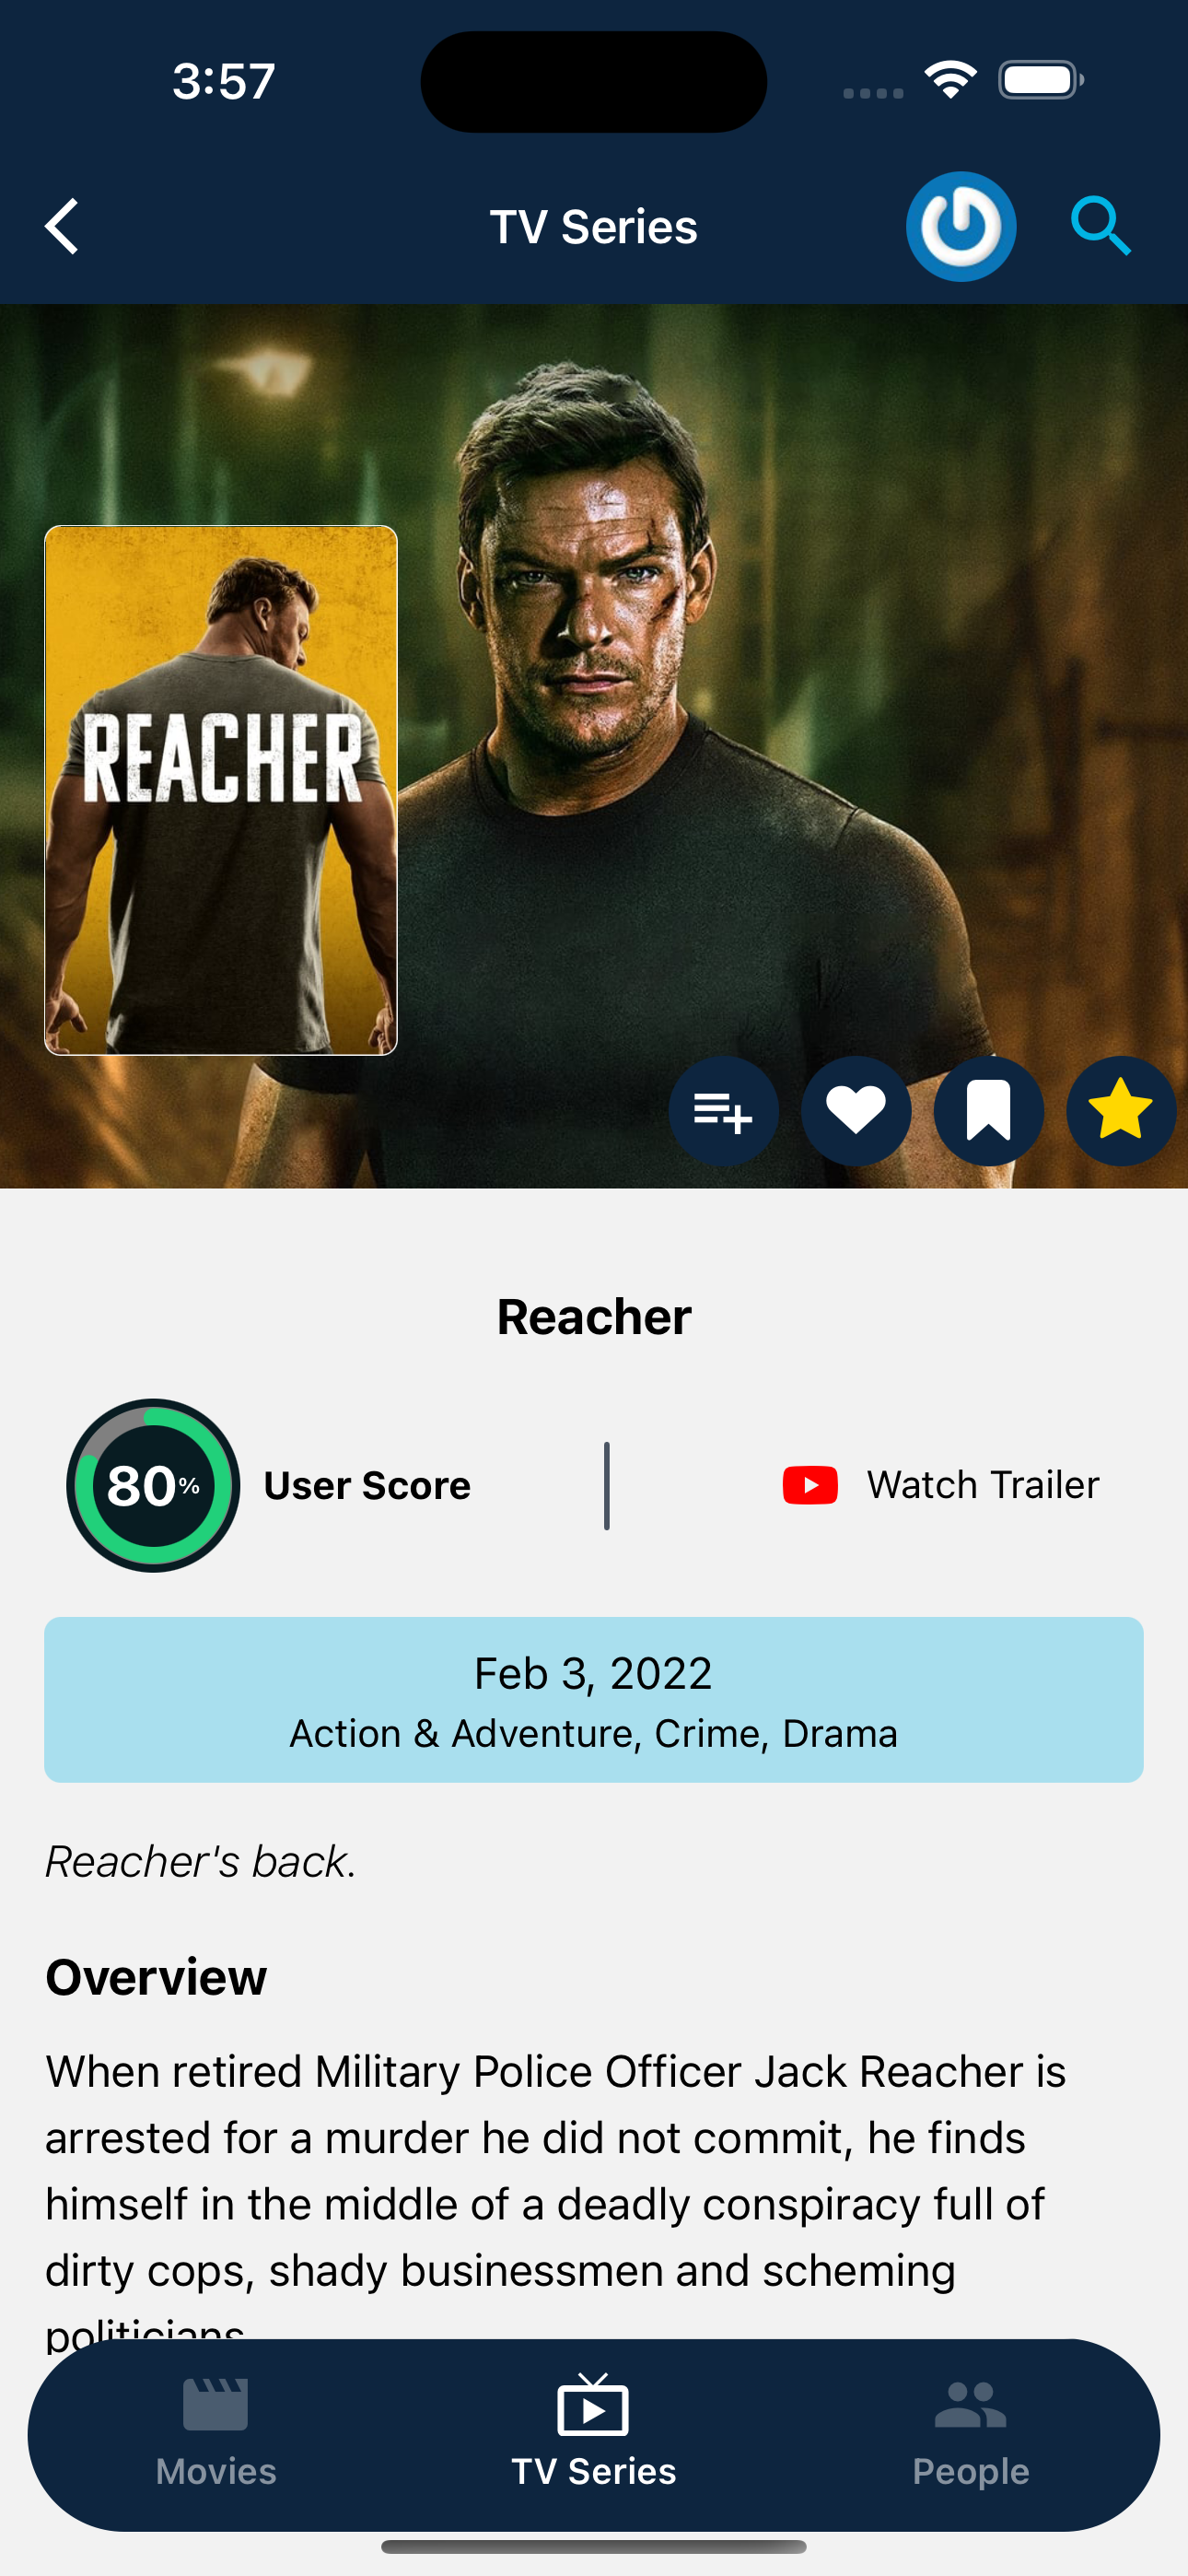 3:57
TV Series
REACHER
Reacher
80%
User Score
Watch Trailer
Feb 3, 2022
Action & Adventure, Crime, Drama
Reacher's back.
Overview
When retired Military Police Officer Jack Reacher is
arrested for a murder he did not commit, he finds
himself in the middle of a deadly conspiracy full of
dirty cops, shady businessmen and scheming
politicians
Movies
TV Series
People